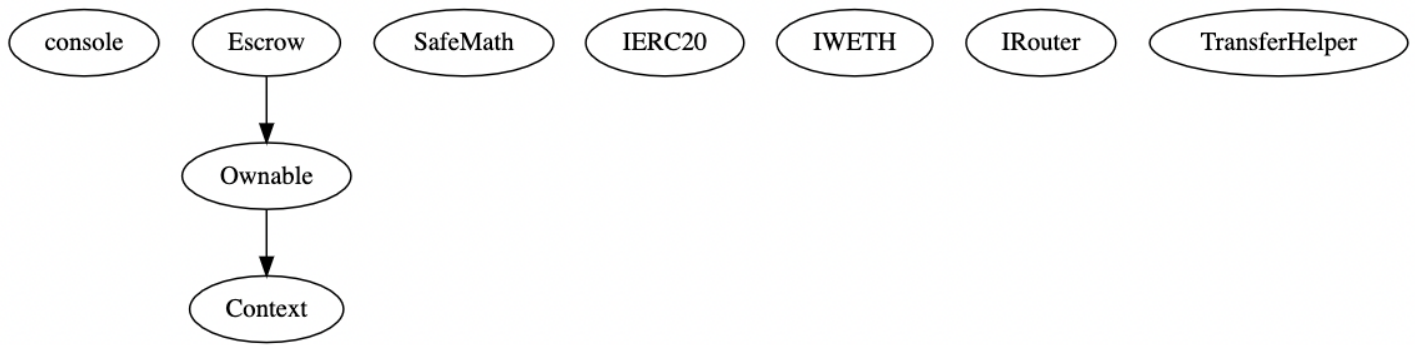 console
Escrow
SafeMath
IERC20
IWETH
IRouter
TransferHelper
Ownable
Context